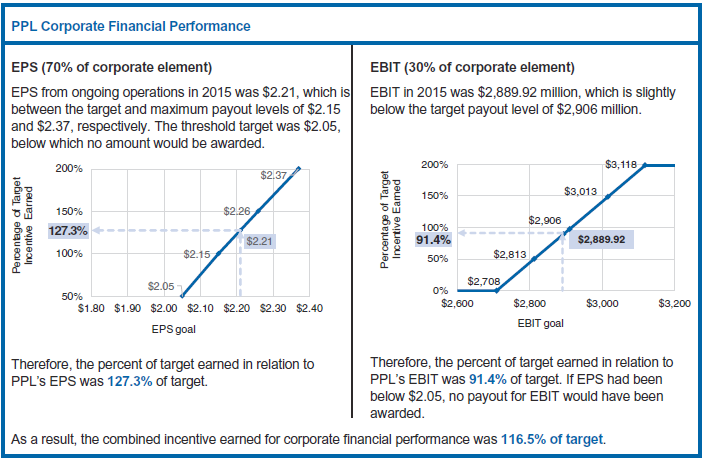 PPL Corporate Financial Performance
EPS (70% of corporate element)
EPS from ongoing operations in 2015 was $2.21, which is
between the target and maximum payout levels of $2.15
and $2.37, respectively. The threshold target was $2.05,
below which no amount would be awarded.
Percentage of Target
Incentive Earned
200%
150%
127.3%
100%
50%
$2.37
$2.26
$2.21
$2.15
$2.05
$1.80 $1.90 $2.00 $2.10 $2.20 $2.30 $2.40
EPS goal
Therefore, the percent of target earned in relation to
PPL's EPS was 127.3% of target.
EBIT (30% of corporate element)
EBIT in 2015 was $2,889.92 million, which is slightly
below the target payout level of $2,906 million.
Percentage of Target
Incentive Earned
200%
150%
100%
91.4%
50%
0%
$3,118
$3,013
$2,906
$2,889.92
$2,813
$2,708
$2,600 $2,800 $3,000 $3,200
EBIT goal
Therefore, the percent of target earned in relation to
PPL's EBIT was 91.4% of target. If EPS had been
below $2.05, no payout for EBIT would have been
awarded.
As a result, the combined incentive earned for corporate financial performance was 116.5% of target.